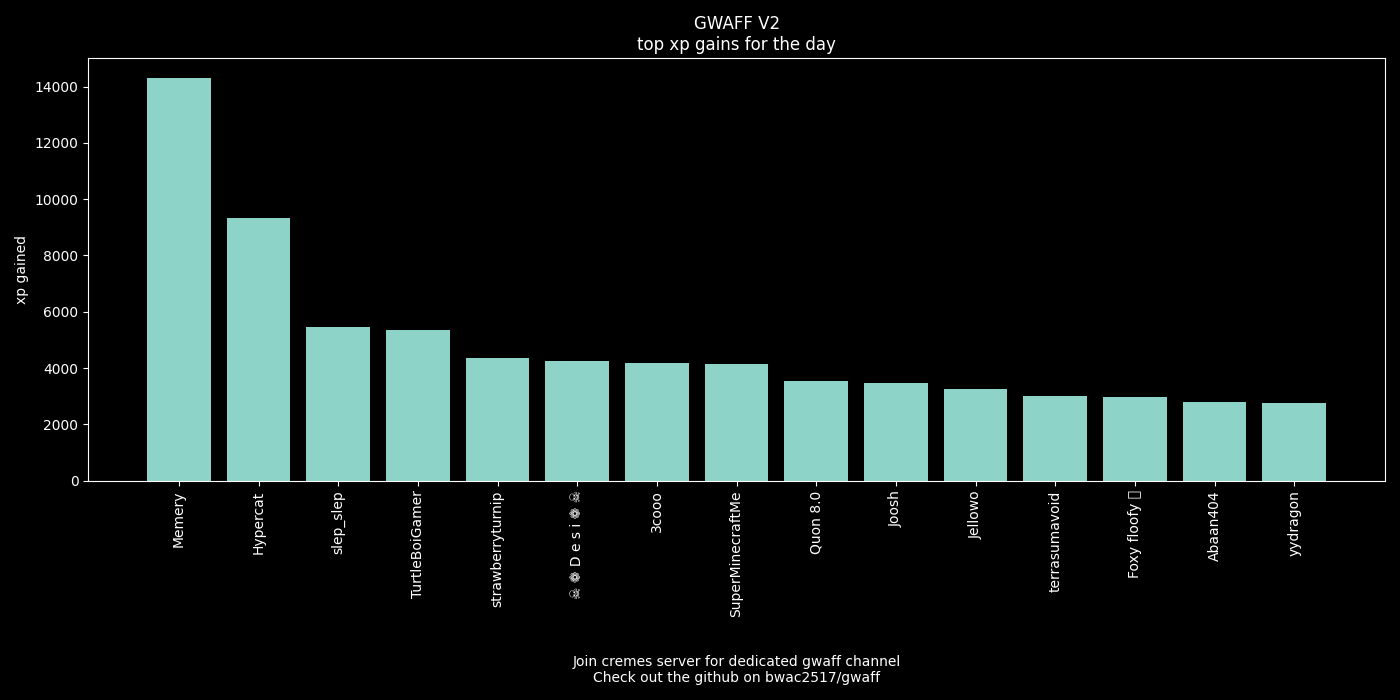 GWAFF V2
top xp gains for the day
xp gained
14000
12000
10000
8000
6000
4000
2000
0
Memery
Hypercat
slep_slep
TurtleBoiGamer
strawberryturnip
☠ ❁ D e s i ❁ ☠
3cooo
SuperMinecraftMe
Quon 8.0
Joosh
Jellowo
terrasumavoid
Foxy floofy
Abaan404
yydragon
Join cremes server for dedicated gwaff channel
Check out the github on bwac2517/gwaff